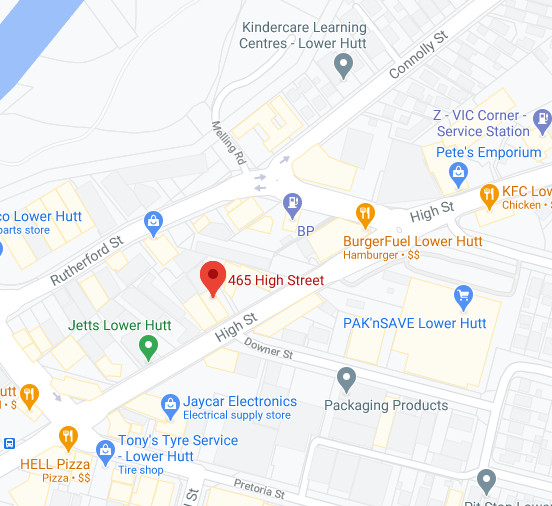 Kindercare Learning
Centres - Lower Hutt
Connolly St
Melling Rd
Z - VIC Corner -
Service Station
Pete's Emporium
KFC Low
Chicken •
co Lower Hutt
parts store
BP
High St
BurgerFuel Lower Hutt
Hamburger • $$
Rutherford St
465 High Street
PAK'nSAVE Lower Hutt
Jetts Lower Hutt
High St
Downer St
Packaging Products
Jaycar Electronics
Electrical supply store
utt
• $
Tony's Tyre Service
- Lower Hutt
Tire shop
HELL Pizza
Pizza • $$
Pretoria St
l St
Pit Stop Lower